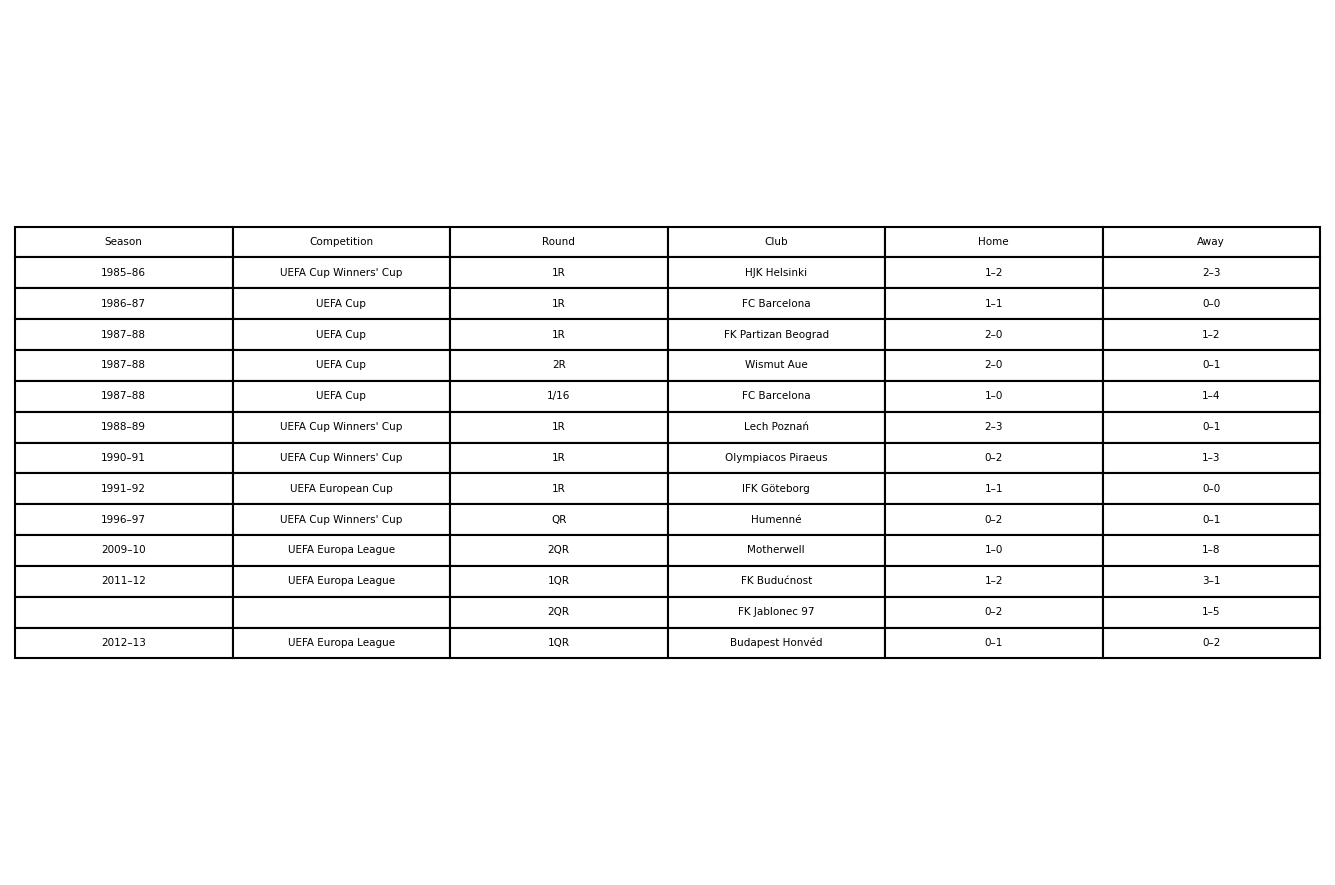 Season Competition Round Club Home Away
1985–86 UEFA Cup Winners' Cup 1R HJK Helsinki 1–2 2–3
1986–87 UEFA Cup 1R FC Barcelona 1–1 0–0
1987–88 UEFA Cup 1R FK Partizan Beograd 2–0 1–2
1987–88 UEFA Cup 2R Wismut Aue 2–0 0–1
1987–88 UEFA Cup 1/16 FC Barcelona 1–0 1–4
1988–89 UEFA Cup Winners' Cup 1R Lech Poznań 2–3 0–1
1990–91 UEFA Cup Winners' Cup 1R Olympiacos Piraeus 0–2 1–3
1991–92 UEFA European Cup 1R IFK Göteborg 1–1 0–0
1996–97 UEFA Cup Winners' Cup QR Humenné 0–2 0–1
2009–10 UEFA Europa League 2QR Motherwell 1–0 1–8
2011–12 UEFA Europa League 1QR FK Budućnost 1–2 3–1
2QR FK Jablonec 97 0–2 1–5
2012–13 UEFA Europa League 1QR Budapest Honvéd 0–1 0–2